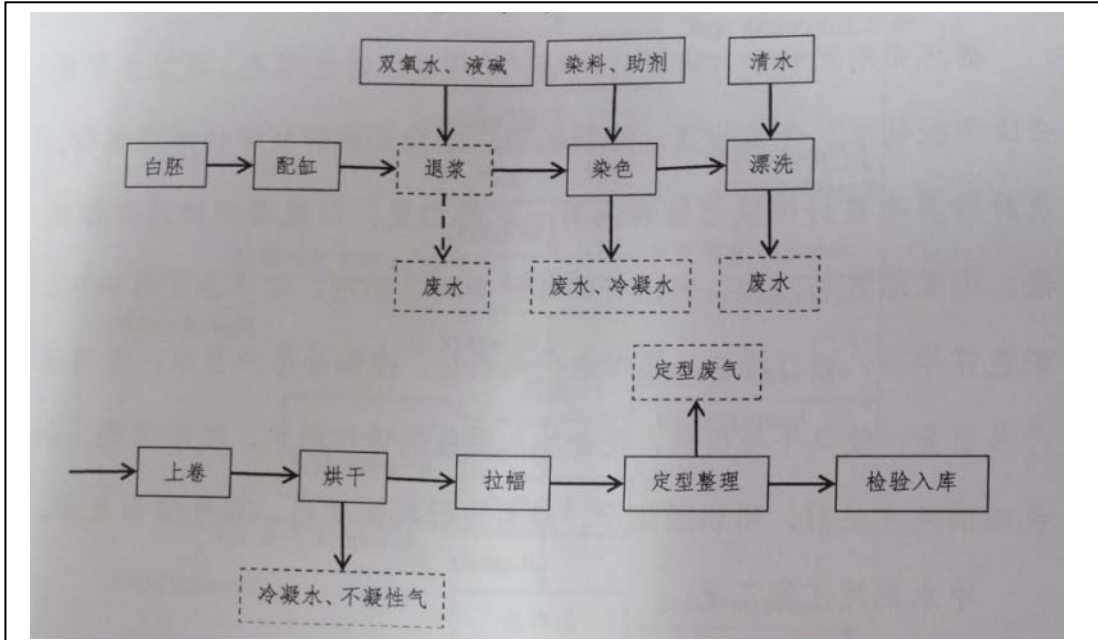 双氧水、液碱
染料、助剂
清水
白胚
配缸
退浆
染色
漂洗
废水
废水、冷凝水
废水
定型废气
上卷
烘干
拉幅
定型整理
检验入库
冷凝水、不凝性气